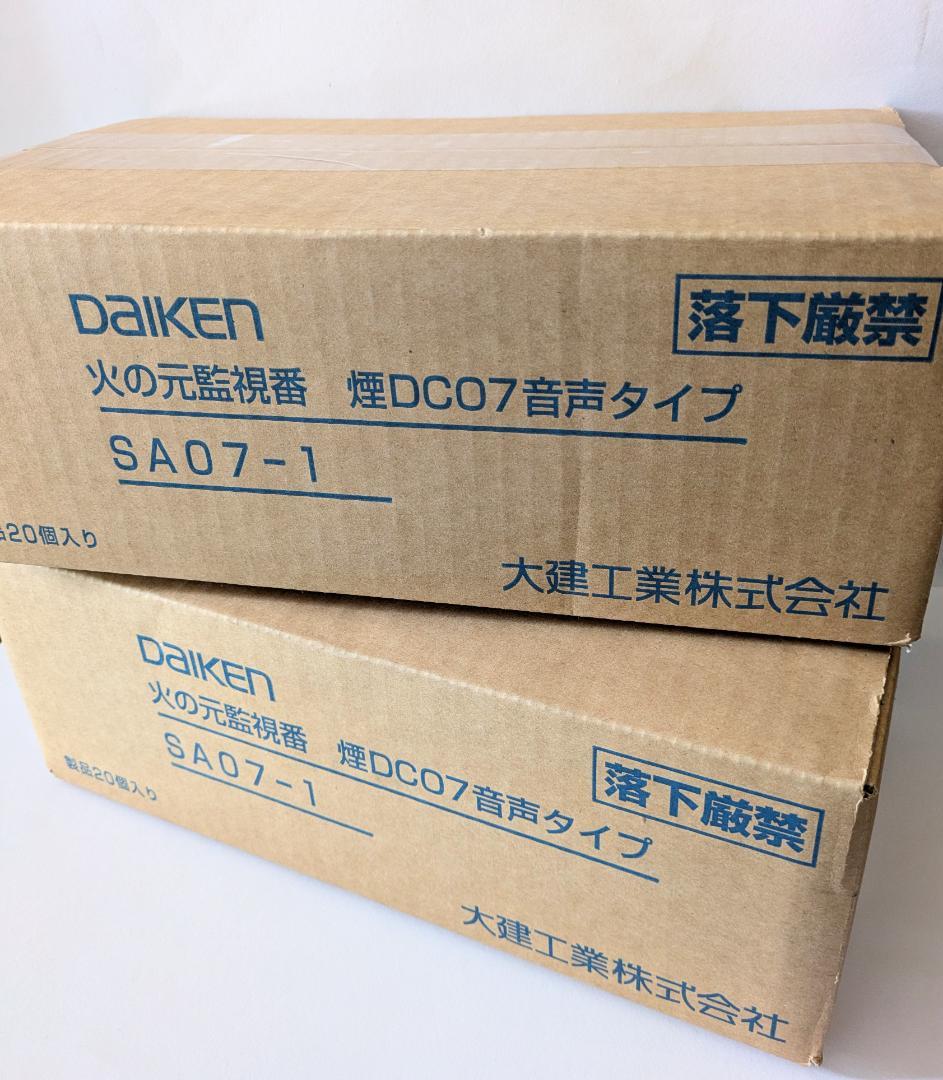 DAIKEN
落下厳禁
火の元監視番 煙DC07音声タイプ
SA07-1
品20個入り
大建工業株式会社
DAIKEN
火の元監視番 煙DC07音声タイプ
落下厳禁
SA07-1
製品20個入り
大建工業株式会社